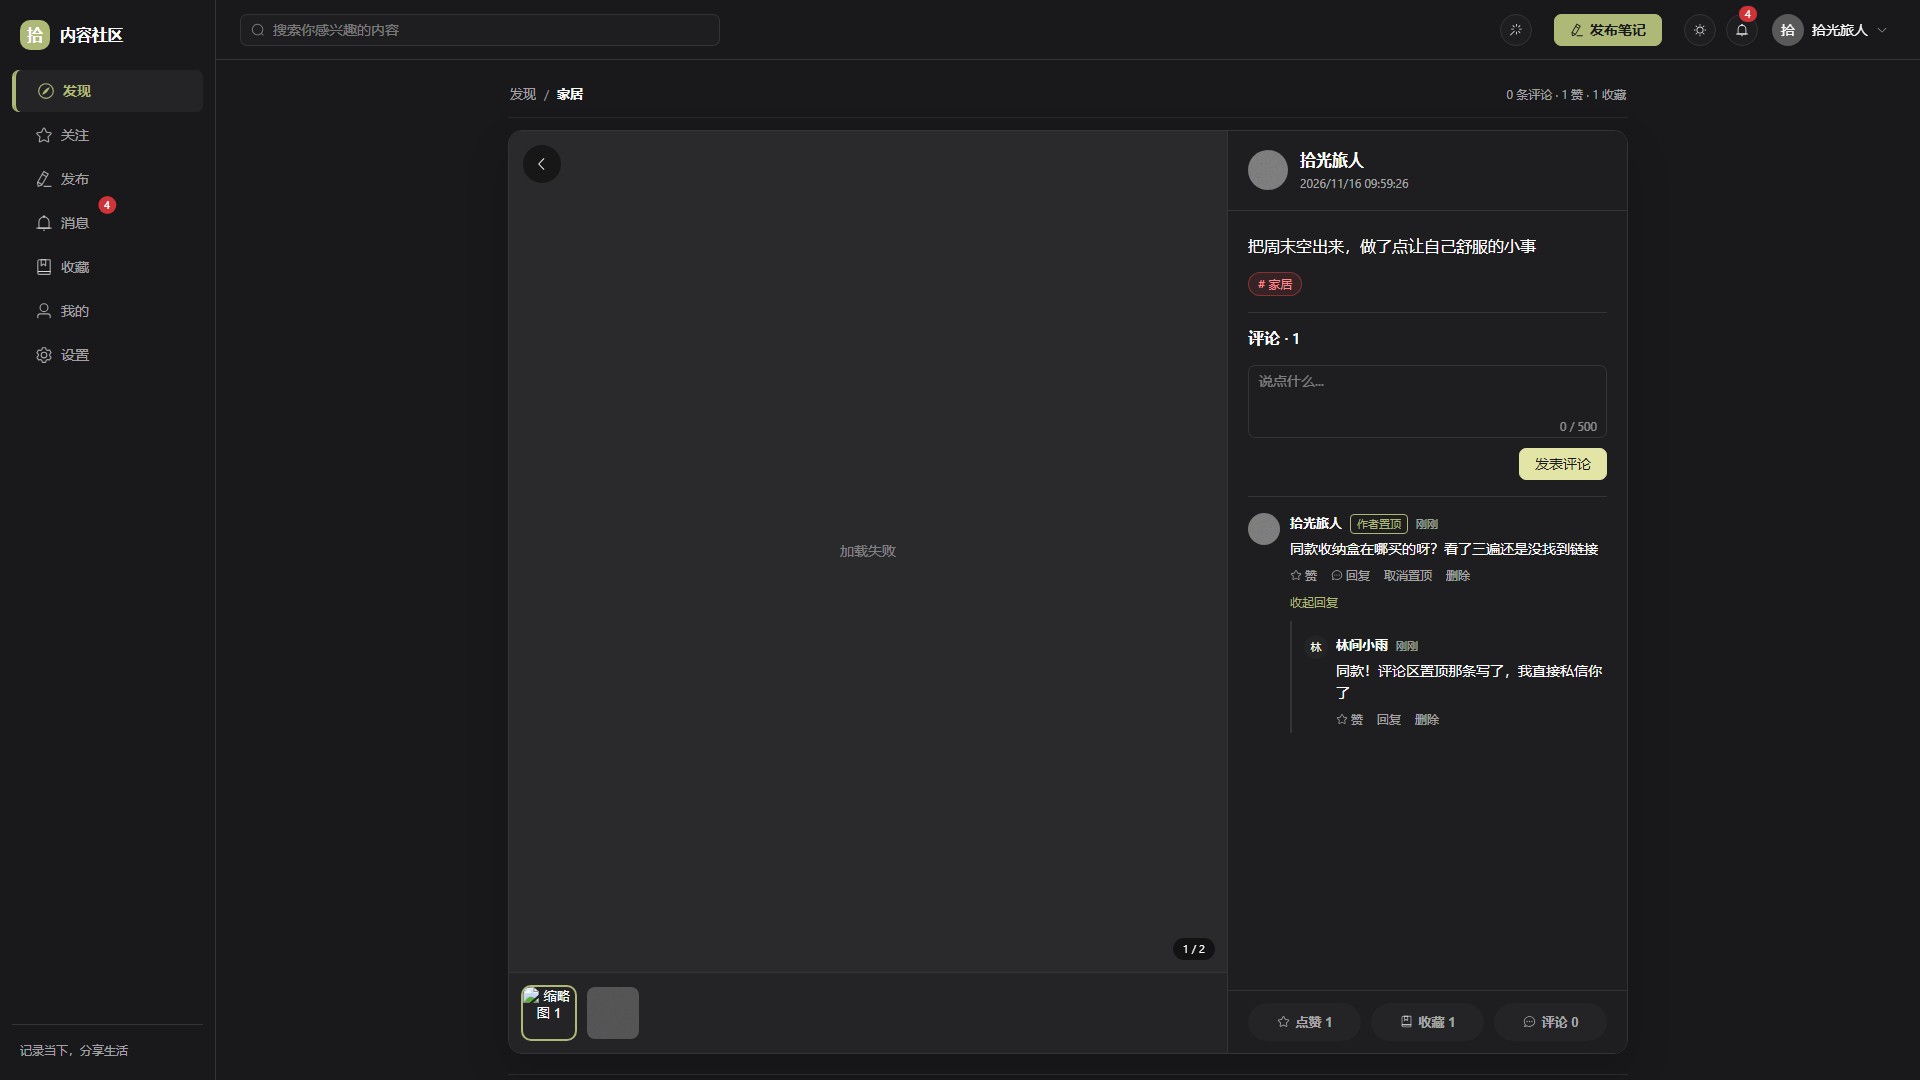 拾 内容社区
搜索你感兴趣的内容
发布笔记
4
拾 拾光旅人
发现
关注
发布
4
消息
收藏
我的
设置
记录当下，分享生活
发现 / 家居
0 条评论 · 1 赞 · 1 收藏
加载失败
1 / 2
缩略
图 1
拾光旅人
2026/11/16 09:59:26
把周末空出来，做了点让自己舒服的小事
# 家居
评论 · 1
说点什么...
0 / 500
发表评论
拾光旅人 作者置顶 刚刚
同款收纳盒在哪买的呀？看了三遍还是没找到链接
赞 回复 取消置顶 删除
收起回复
林 林间小雨 刚刚
同款！评论区置顶那条写了，我直接私信你
了
赞 回复 删除
点赞 1
收藏 1
评论 0